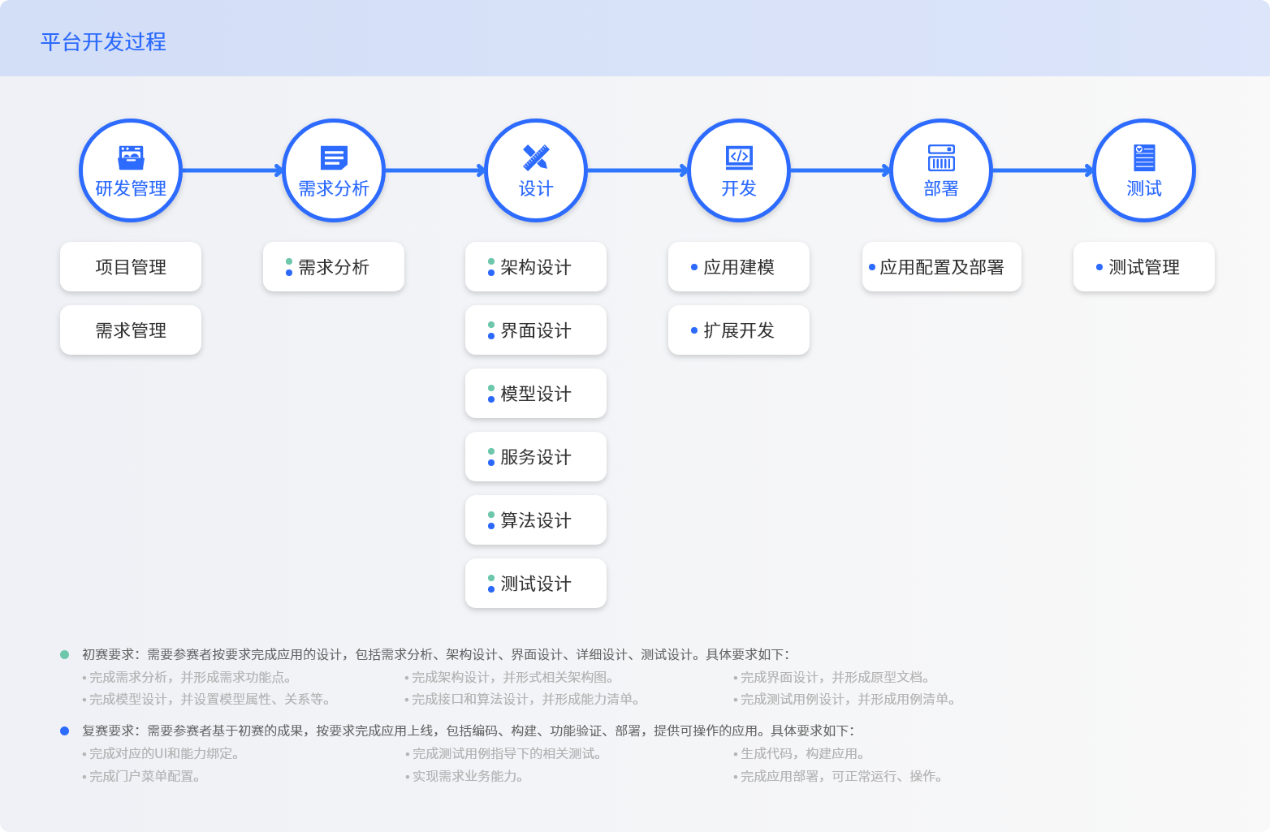 平台开发过程
研发管理
需求分析
设计
开发
部署
测试
项目管理
需求分析
架构设计
应用建模
应用配置及部署
测试管理
需求管理
界面设计
扩展开发
模型设计
服务设计
算法设计
测试设计
初赛要求：需要参赛者按要求完成应用的设计，包括需求分析、架构设计、界面设计、详细设计、测试设计。具体要求如下：
• 完成需求分析，并形成需求功能点。
• 完成架构设计，并形式相关架构图。
• 完成界面设计，并形成原型文档。
• 完成模型设计，并设置模型属性、关系等。
• 完成接口和算法设计，并形成能力清单。
• 完成测试用例设计，并形成用例清单。
复赛要求：需要参赛者基于初赛的成果，按要求完成应用上线，包括编码、构建、功能验证、部署，提供可操作的应用。具体要求如下：
• 完成对应的UI和能力绑定。
• 完成测试用例指导下的相关测试。
• 生成代码，构建应用。
• 完成门户菜单配置。
• 实现需求业务能力。
• 完成应用部署，可正常运行、操作。